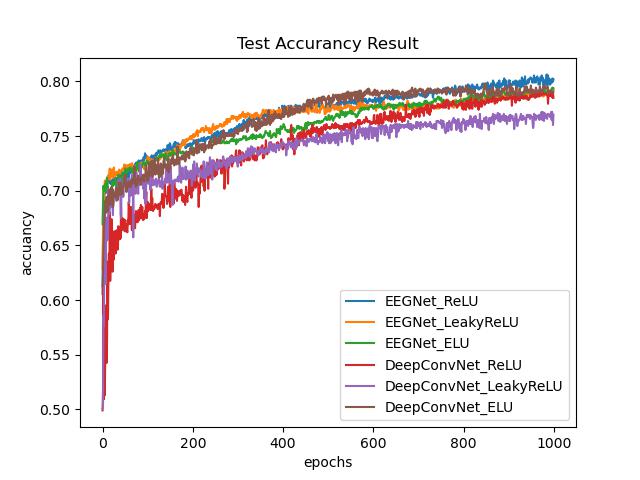 Test Accurancy Result
accuancy
0.80
0.75
0.70
0.65
0.60
0.55
0.50
EEGNet_ReLU
EEGNet_LeakyReLU
EEGNet_ELU
DeepConvNet_ReLU
DeepConvNet_LeakyReLU
DeepConvNet_ELU
0 200 400 600 800 1000
epochs